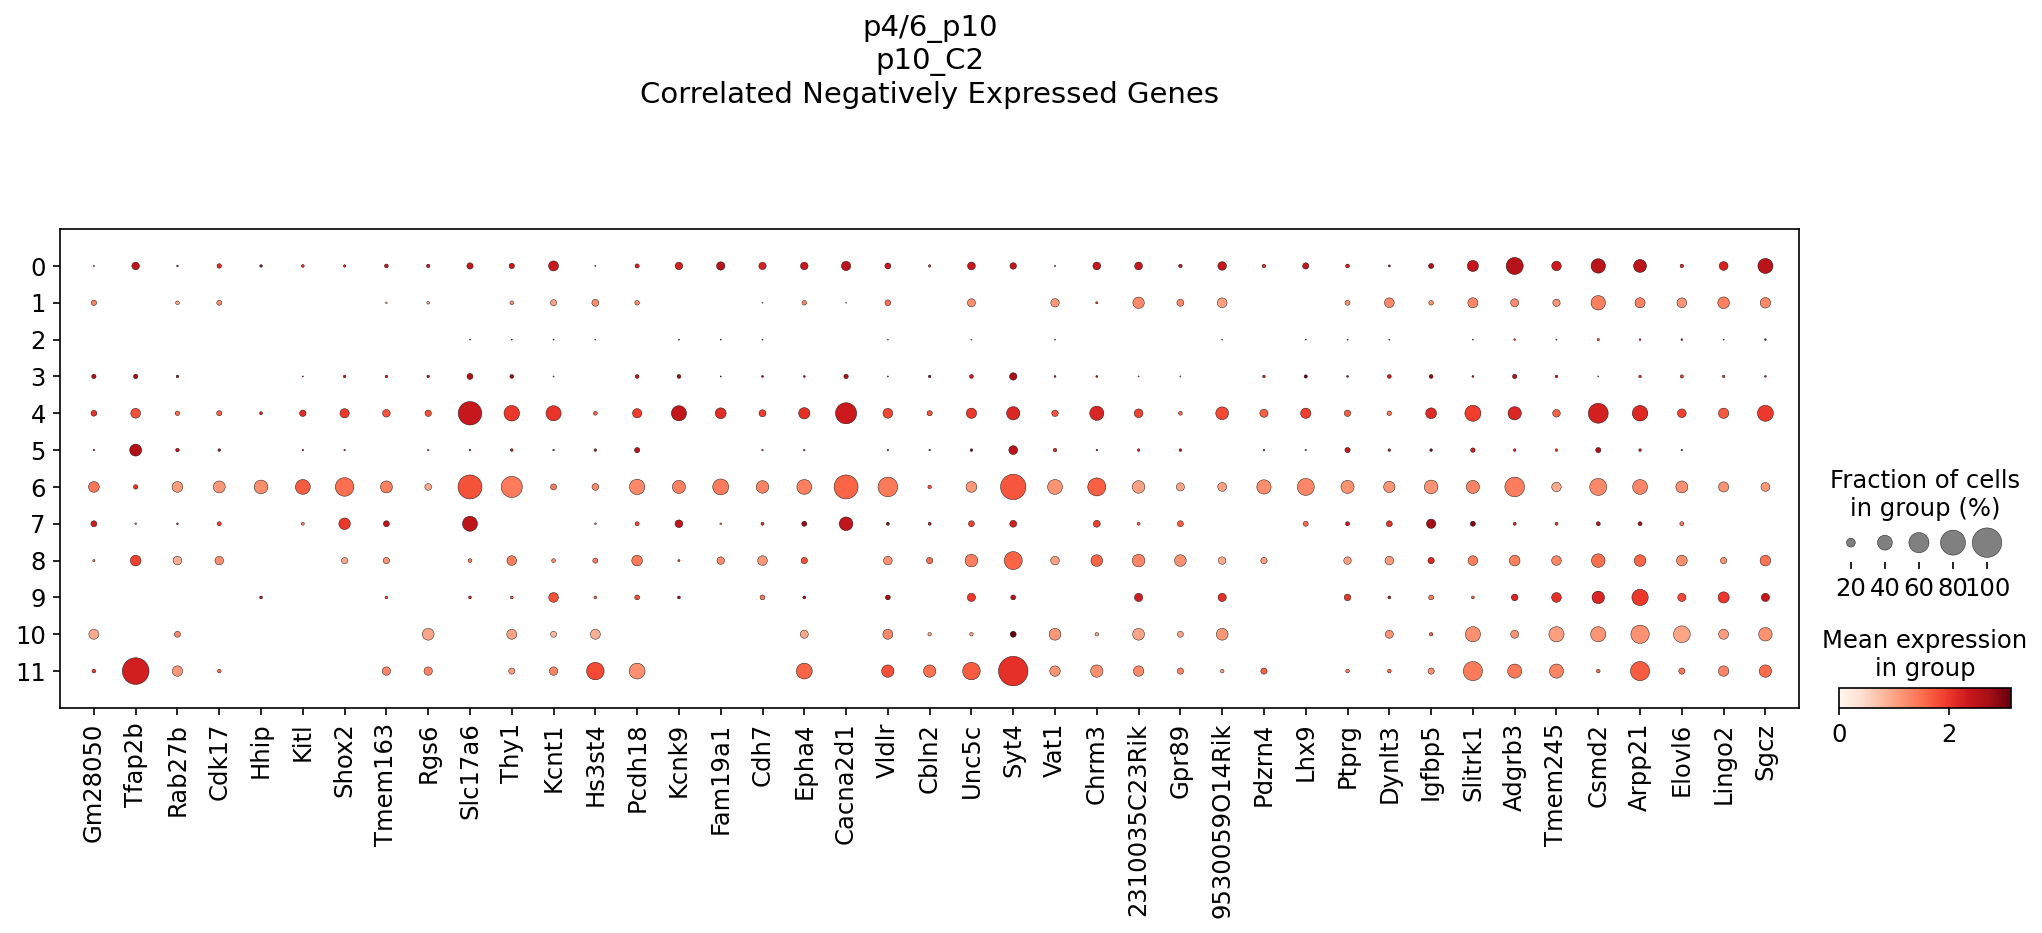 p4/6_p10
p10_C2
Correlated Negatively Expressed Genes
0
1
2
3
4
5
6
7
8
9
10
11
Gm28050
Tfap2b
Rab27b
Cdk17
Hhip
Kitl
Shox2
Tmem163
Rgs6
Slc17a6
Thy1
Kcnt1
Hs3st4
Pcdh18
Kcnk9
Fam19a1
Cdh7
Epha4
Cacna2d1
Vldlr
Cbln2
Unc5c
Syt4
Vat1
Chrm3
2310035C23Rik
Gpr89
9530059O14Rik
Pdzrn4
Lhx9
Ptprg
Dynlt3
Igfbp5
Slitrk1
Adgrb3
Tmem245
Csmd2
Arpp21
Elovl6
Lingo2
Sgcz
Fraction of cells
in group (%)
20 40 60 80 100
Mean expression
in group
0 2